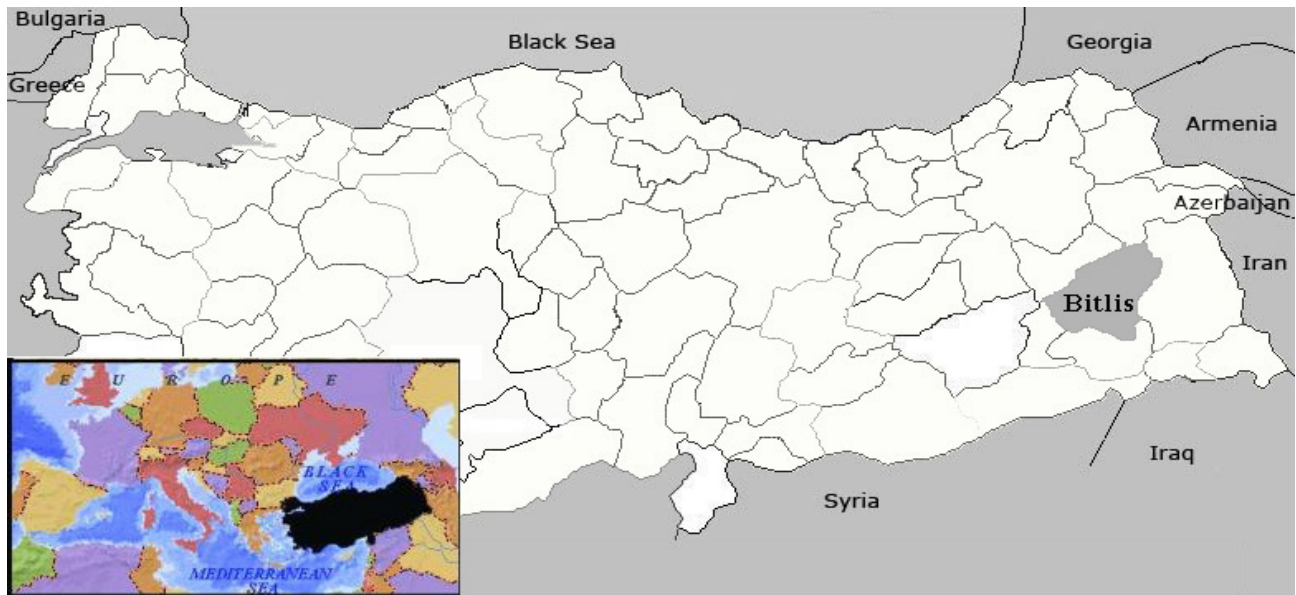 Bulgaria
Black Sea
Georgia
Greece
Armenia
Azerbaijan
Iran
Bitlis
Iraq
Syria
E U R O P E
BLACK
SEA
MEDITERRANEAN
SEA